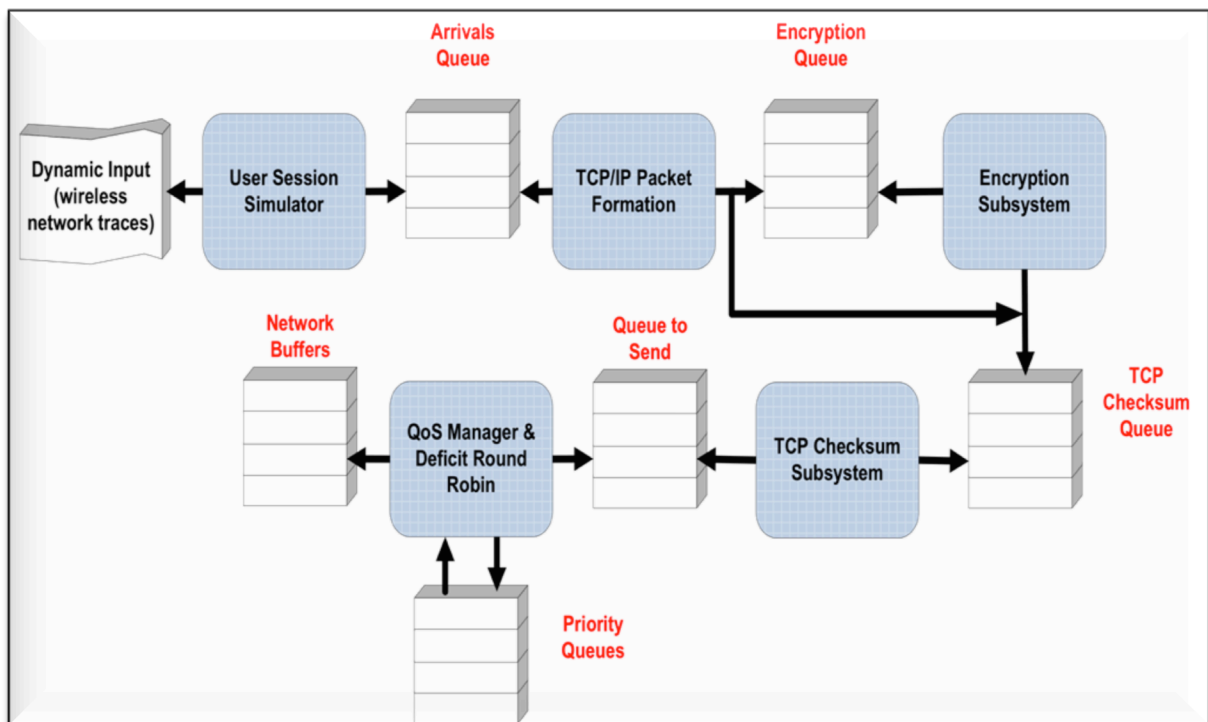 Arrivals
Queue
Encryption
Queue
Dynamic Input
(wireless
network traces)
User Session
Simulator
TCP/IP Packet
Formation
Encryption
Subsystem
Network
Buffers
Queue to
Send
TCP
Checksum
Queue
QoS Manager &
Deficit Round
Robin
TCP Checksum
Subsystem
Priority
Queues